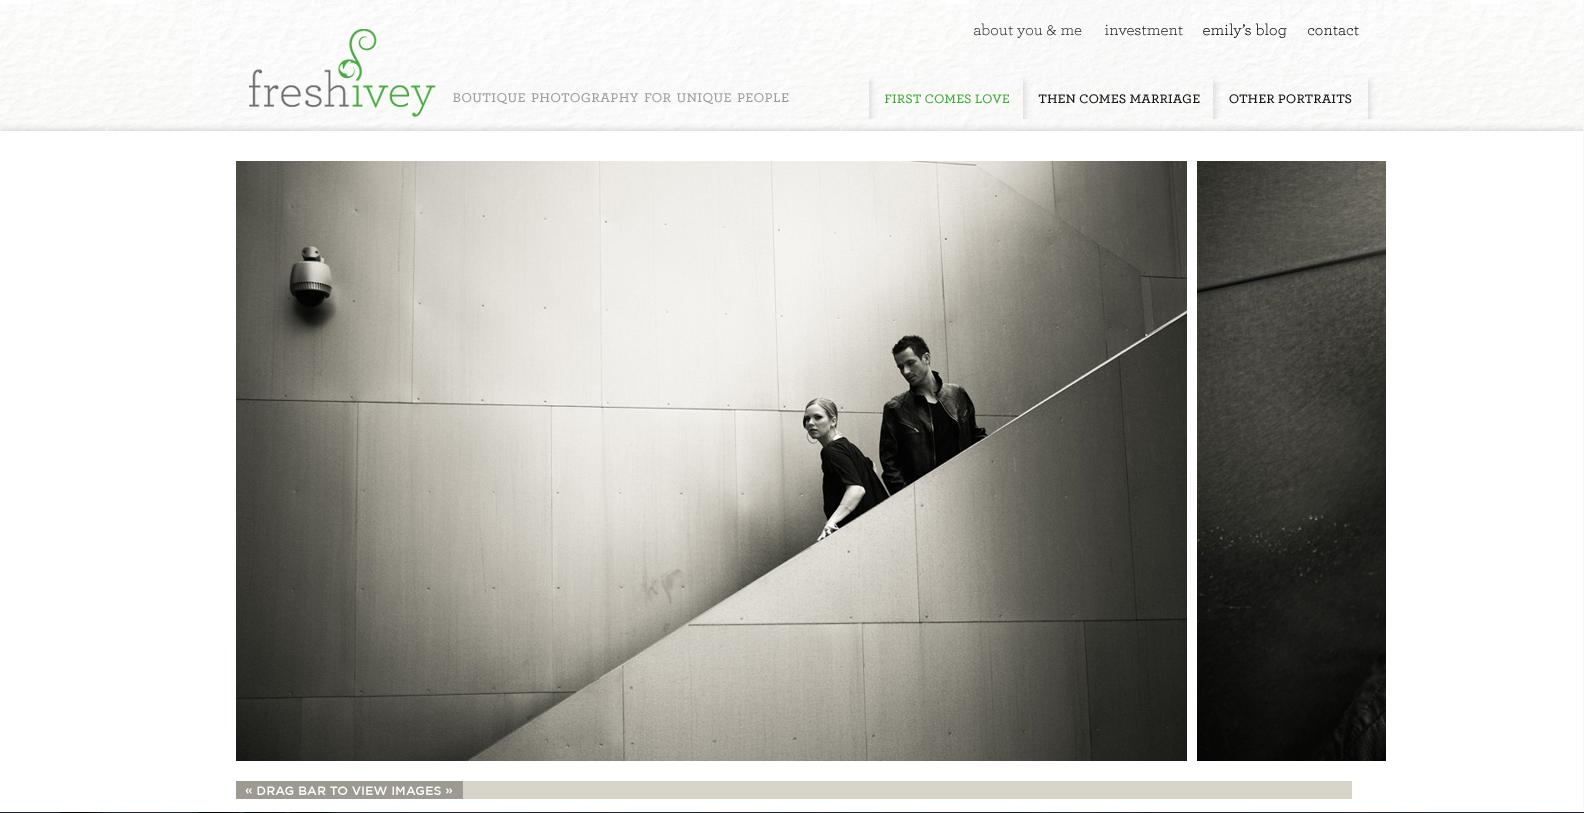 about you & me investment emily's blog contact
freshivey BOUTIQUE PHOTOGRAPHY FOR UNIQUE PEOPLE
FIRST COMES LOVE THEN COMES MARRIAGE OTHER PORTRAITS
« DRAG BAR TO VIEW IMAGES »